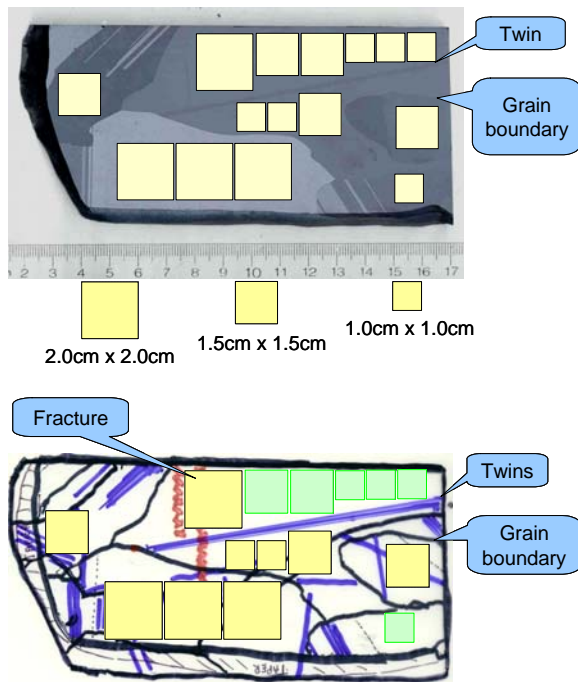 Twin
Grain
boundary
2 3 4 5 6 7 8 9 10 11 12 13 14 15 16 17
2.0cm x 2.0cm
1.5cm x 1.5cm
1.0cm x 1.0cm
Fracture
Twins
Grain
boundary
TAPER